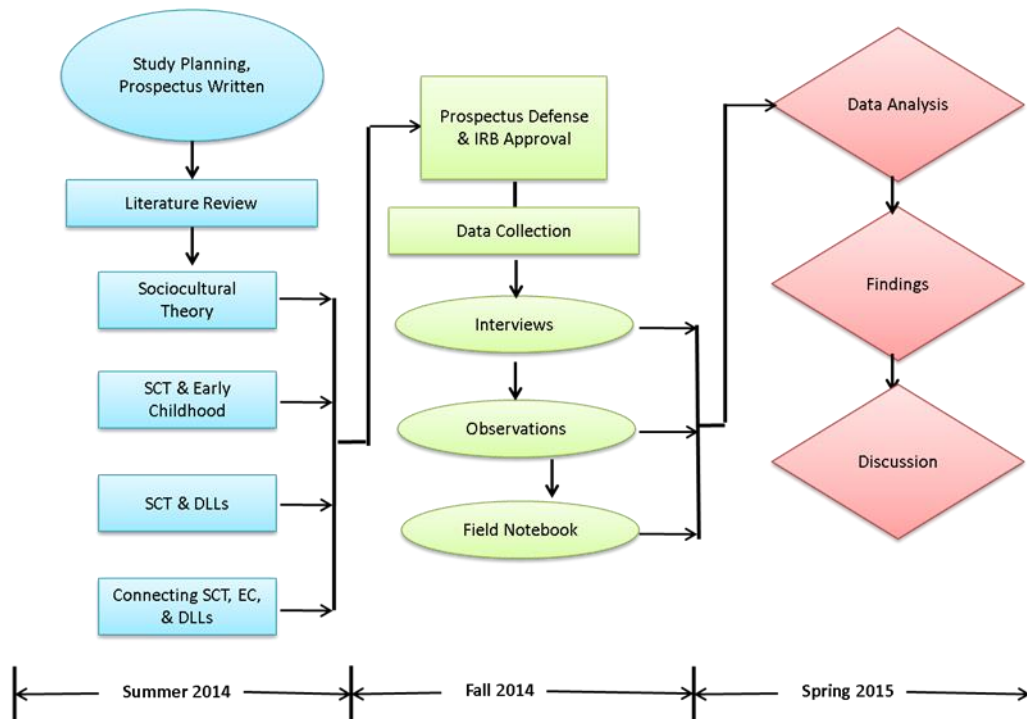 Study Planning,
Prospectus Written
Literature Review
Sociocultural
Theory
SCT & Early
Childhood
SCT & DLLs
Connecting SCT, EC,
& DLLs
Prospectus Defense
& IRB Approval
Data Collection
Interviews
Observations
Field Notebook
Data Analysis
Findings
Discussion
Summer 2014
Fall 2014
Spring 2015